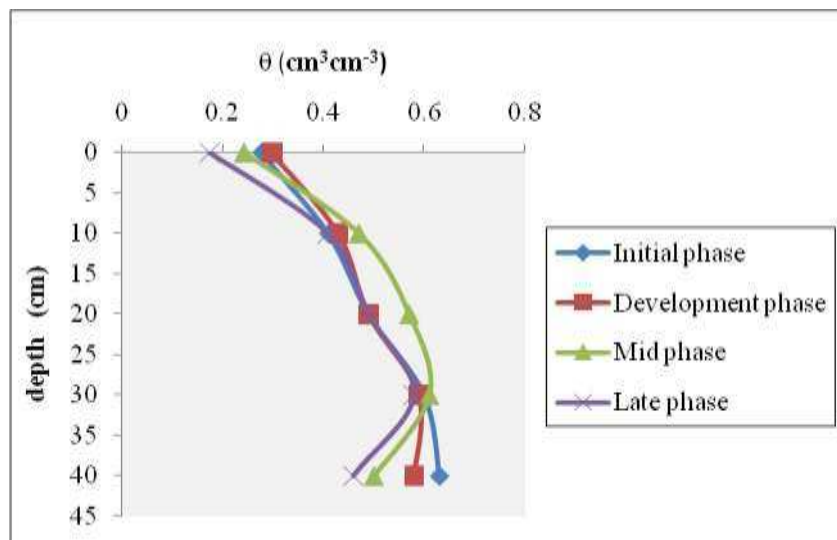 θ (cm³cm⁻³)
0 0.2 0.4 0.6 0.8
0
5
10
15
20
25
30
35
40
45
depth (cm)
Initial phase
Development phase
Mid phase
Late phase